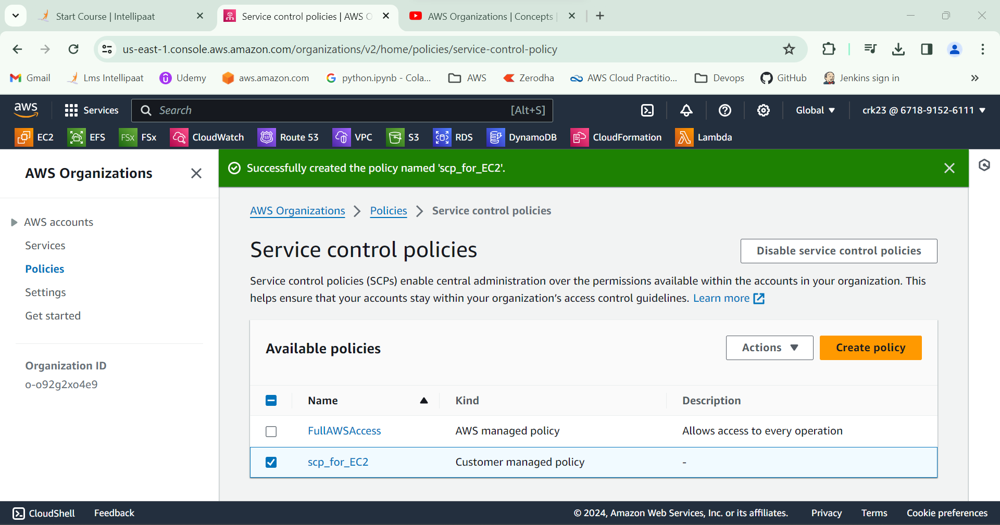 Start Course | Intellipaat
Service control policies | AWS O
AWS Organizations | Concepts |
us-east-1.console.aws.amazon.com/organizations/v2/home/policies/service-control-policy
Gmail
Lms Intellipaat
Udemy
aws.amazon.com
python.ipynb - Cola...
AWS
Zerodha
AWS Cloud Practitio...
Devops
GitHub
Jenkins sign in
aws
Services
Search
[Alt+S]
Global
crk23 @ 6718-9152-6111
EC2
EFS
FSx
FSx
CloudWatch
53
Route 53
VPC
S3
RDS
DynamoDB
CloudFormation
Lambda
AWS Organizations
AWS accounts
Services
Policies
Settings
Get started
Organization ID
o-o92g2xo4e9
Successfully created the policy named 'scp_for_EC2'.
AWS Organizations
Policies
Service control policies
Service control policies
Disable service control policies
Service control policies (SCPs) enable central administration over the permissions available within the accounts in your organization. This
helps ensure that your accounts stay within your organization's access control guidelines. Learn more
Available policies
Actions
Create policy
Name
Kind
Description
FullAWSAccess
AWS managed policy
Allows access to every operation
scp_for_EC2
Customer managed policy
-
CloudShell
Feedback
© 2024, Amazon Web Services, Inc. or its affiliates.
Privacy
Terms
Cookie preferences